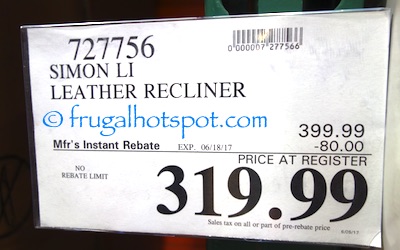 727756
0000007277566
SIMON LI
LEATHER RECLINER
© frugalhotspot.com
399.99
Mfr's Instant Rebate EXP. 06/18/17 -80.00
PRICE AT REGISTER
NO
REBATE LIMIT
319.99
Sales tax on all or part of pre-rebate price